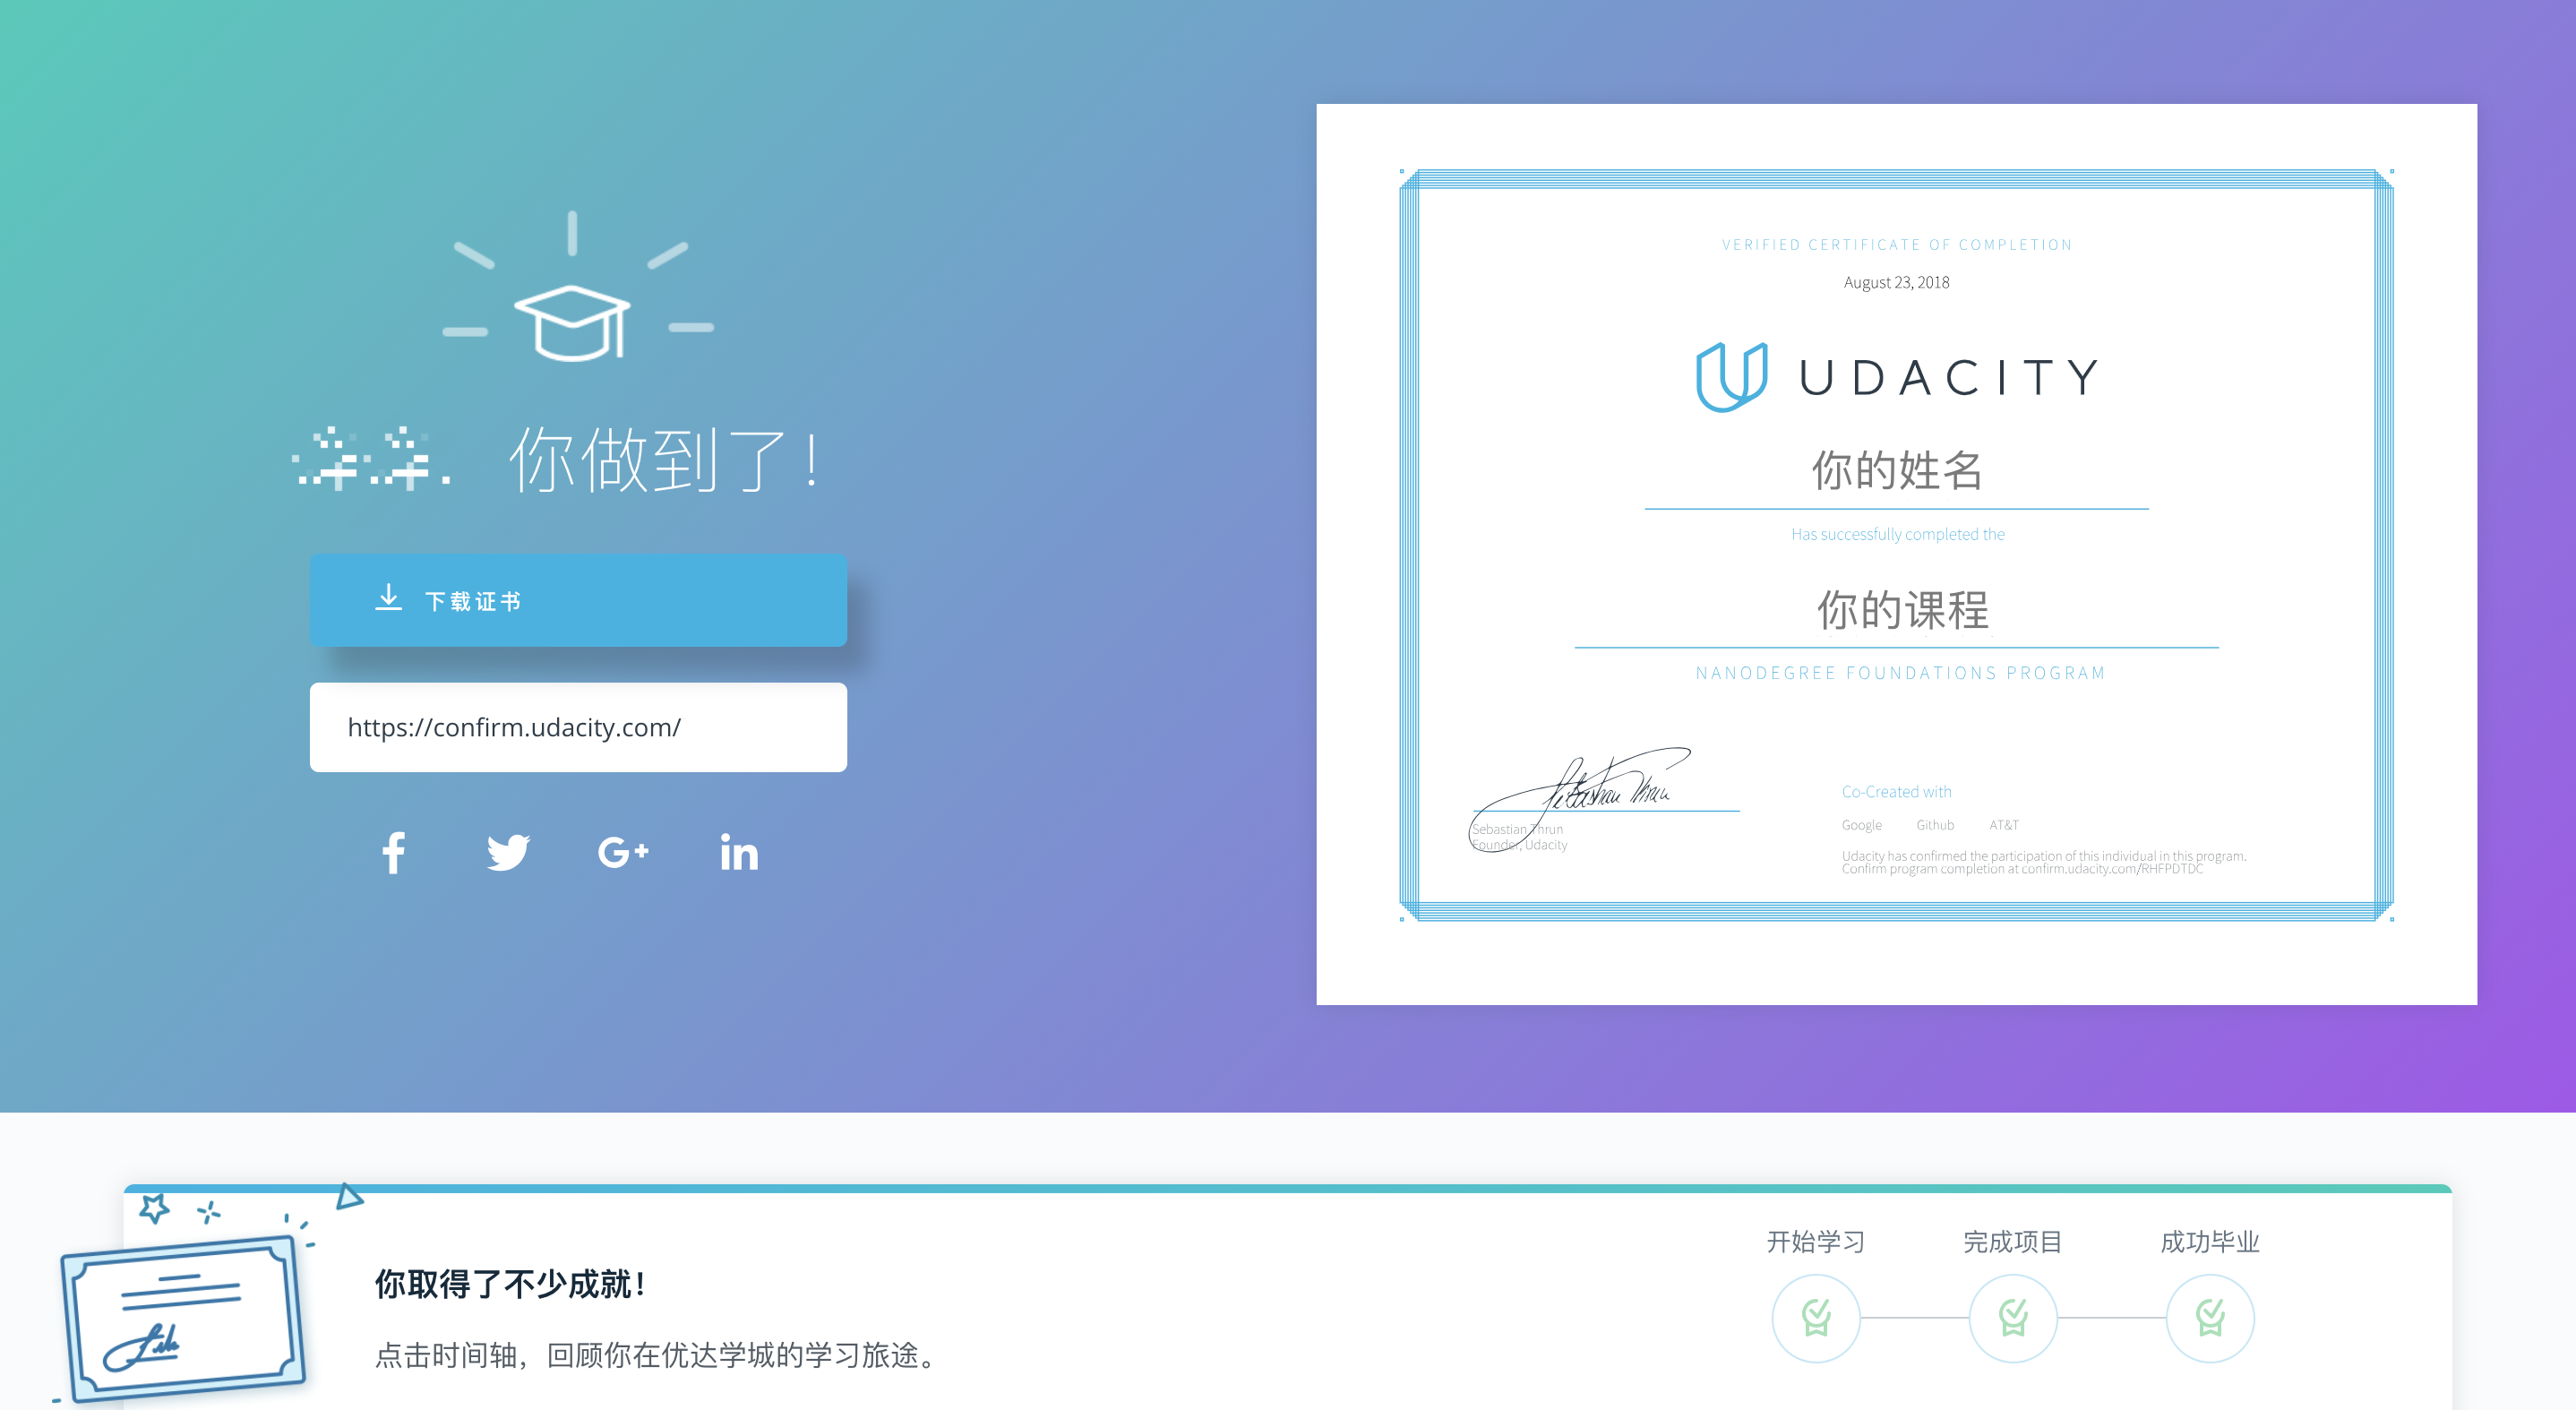 你做到了!
下载证书
https://confirm.udacity.com/
VERIFIED CERTIFICATE OF COMPLETION
August 23, 2018
UDACITY
你的姓名
Has successfully completed the
你的课程
NANODEGREE FOUNDATIONS PROGRAM
Sebastian Thrun
Sebastian Thrun
Founder, Udacity
Co-Created with
Google Github AT&T
Udacity has confirmed the participation of this individual in this program.
Confirm program completion at confirm.udacity.com/RHFPDTDC
你取得了不少成就!
点击时间轴，回顾你在优达学城的学习旅途。
开始学习 完成项目 成功毕业